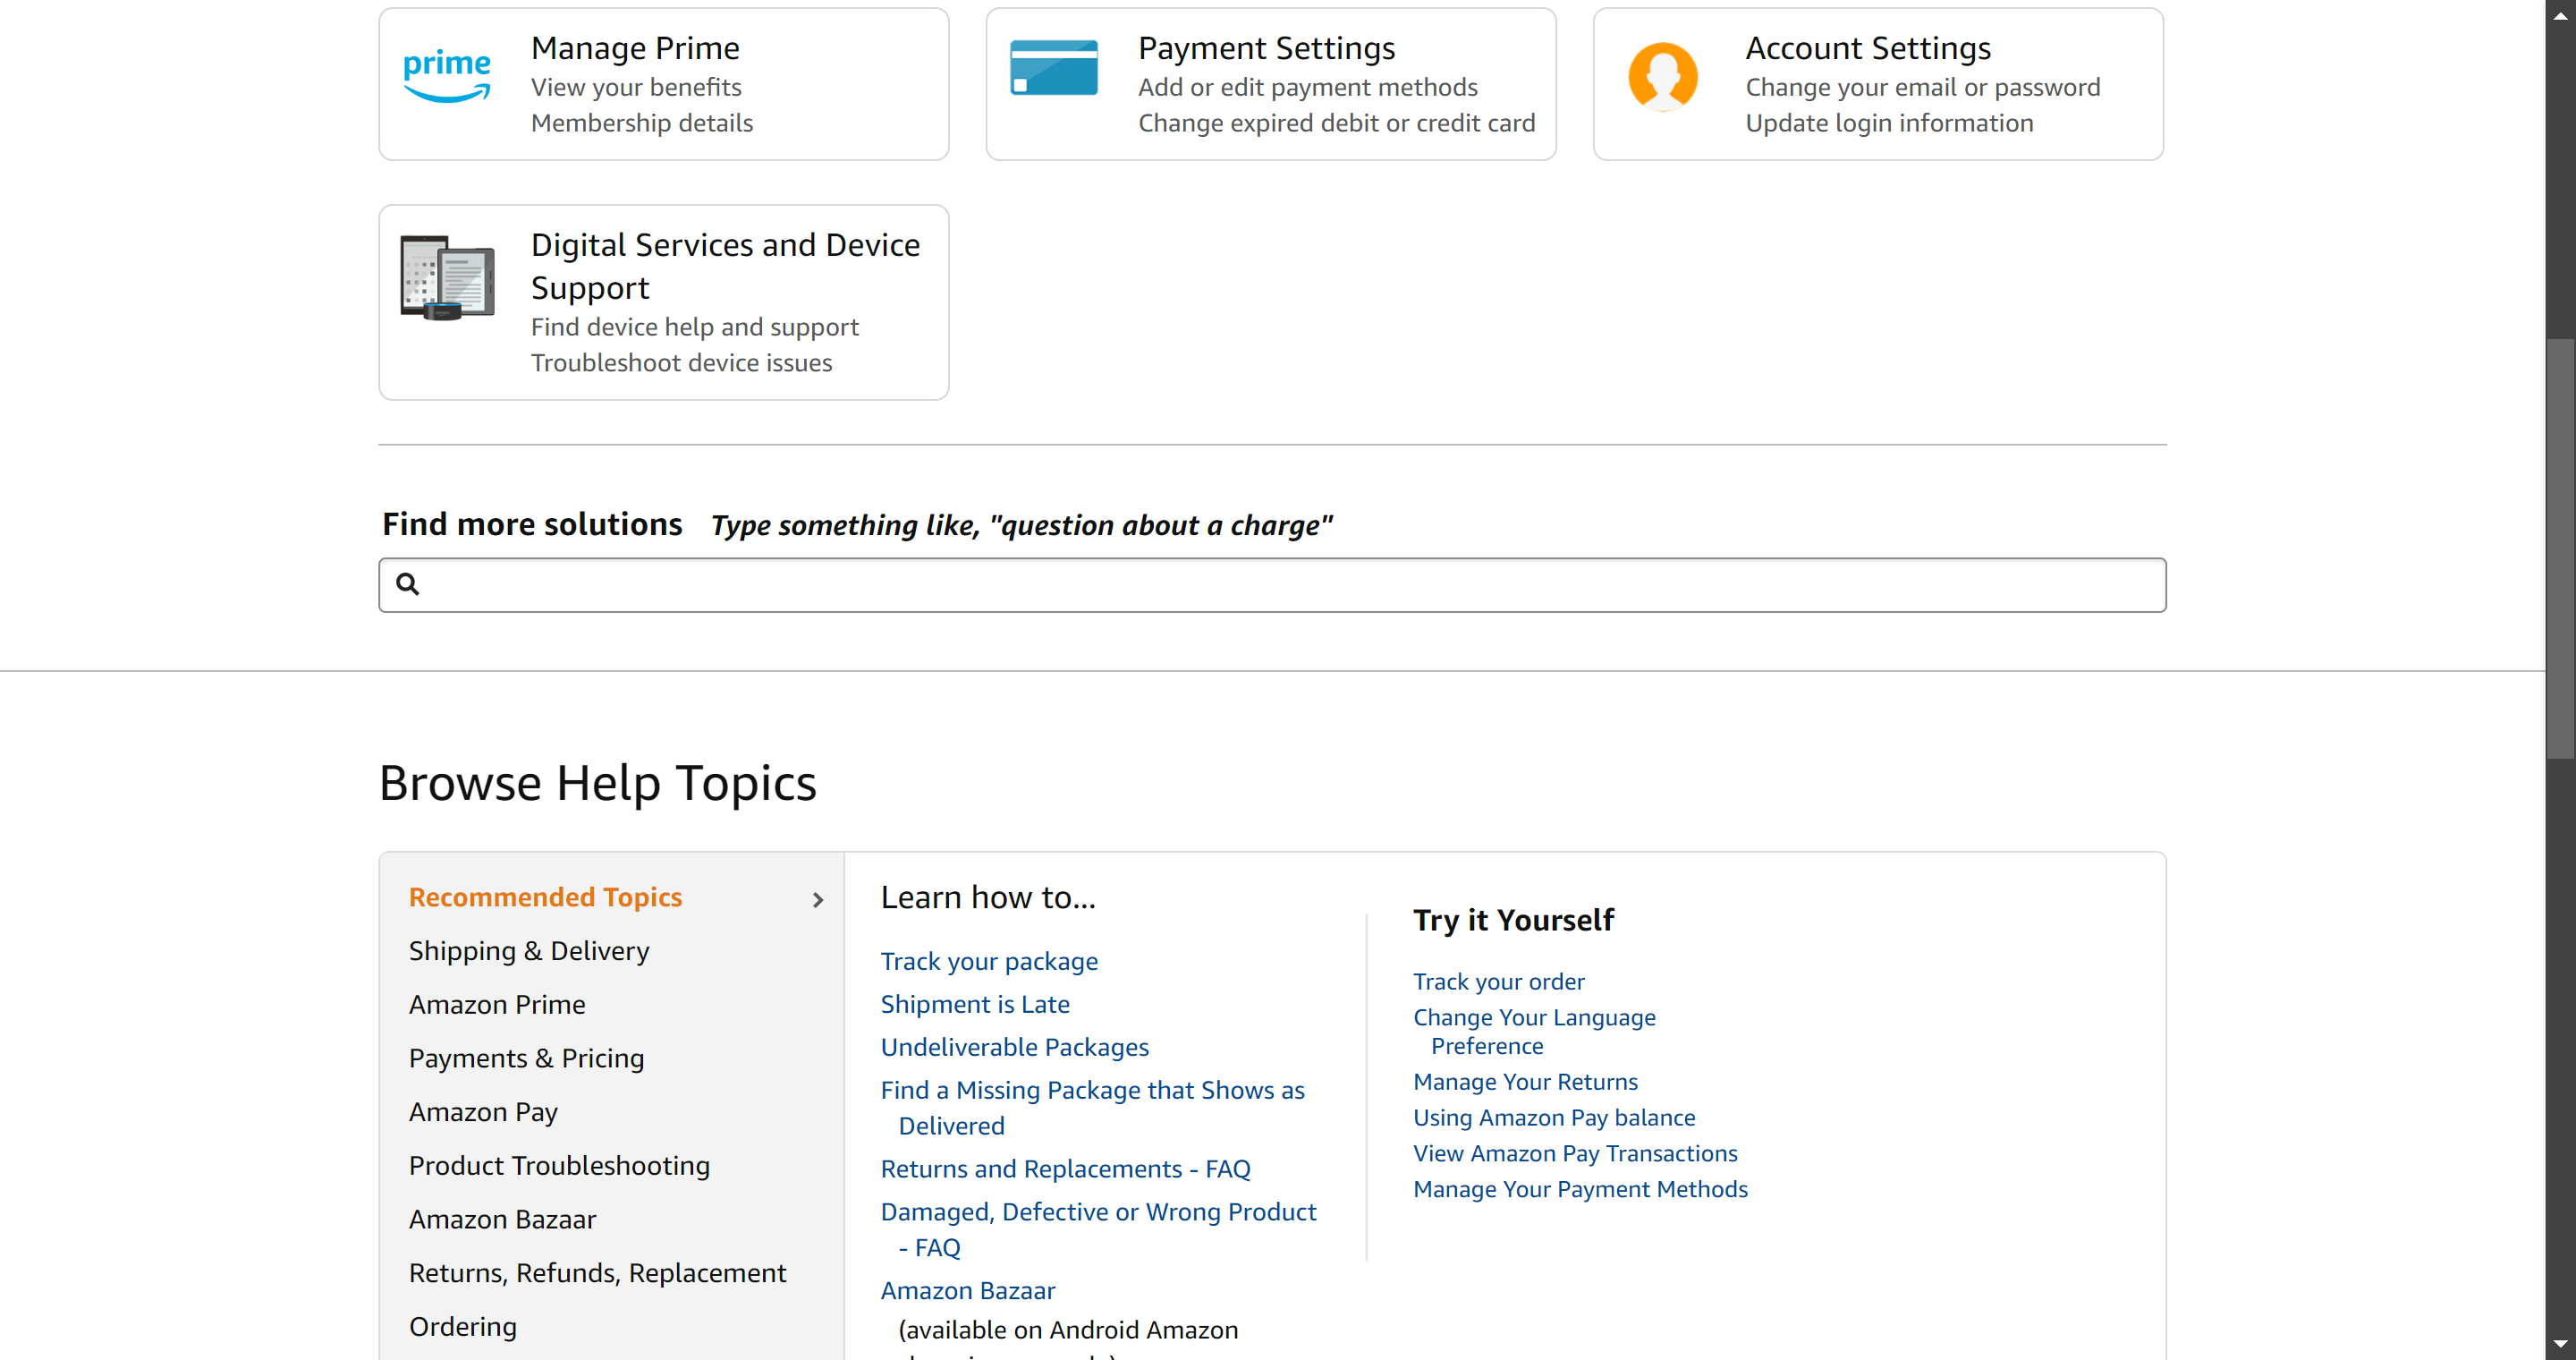 prime
Manage Prime
View your benefits
Membership details
Payment Settings
Add or edit payment methods
Change expired debit or credit card
Account Settings
Change your email or password
Update login information
Digital Services and Device
Support
Find device help and support
Troubleshoot device issues
Find more solutions Type something like, "question about a charge"
Browse Help Topics
Recommended Topics
Shipping & Delivery
Amazon Prime
Payments & Pricing
Amazon Pay
Product Troubleshooting
Amazon Bazaar
Returns, Refunds, Replacement
Ordering
Learn how to...
Track your package
Shipment is Late
Undeliverable Packages
Find a Missing Package that Shows as
Delivered
Returns and Replacements - FAQ
Damaged, Defective or Wrong Product
- FAQ
Amazon Bazaar
(available on Android Amazon
Try it Yourself
Track your order
Change Your Language
Preference
Manage Your Returns
Using Amazon Pay balance
View Amazon Pay Transactions
Manage Your Payment Methods